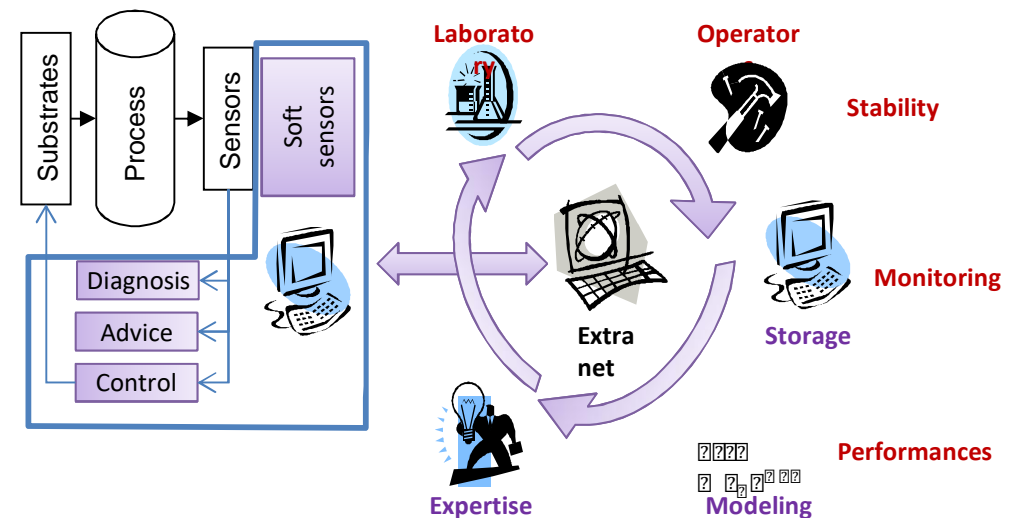 Substrates
Process
Sensors
Soft
sensors
Diagnosis
Advice
Control
Laborato
ry
Operator
Stability
Extra
net
Storage
Monitoring
Expertise
Modeling
Performances